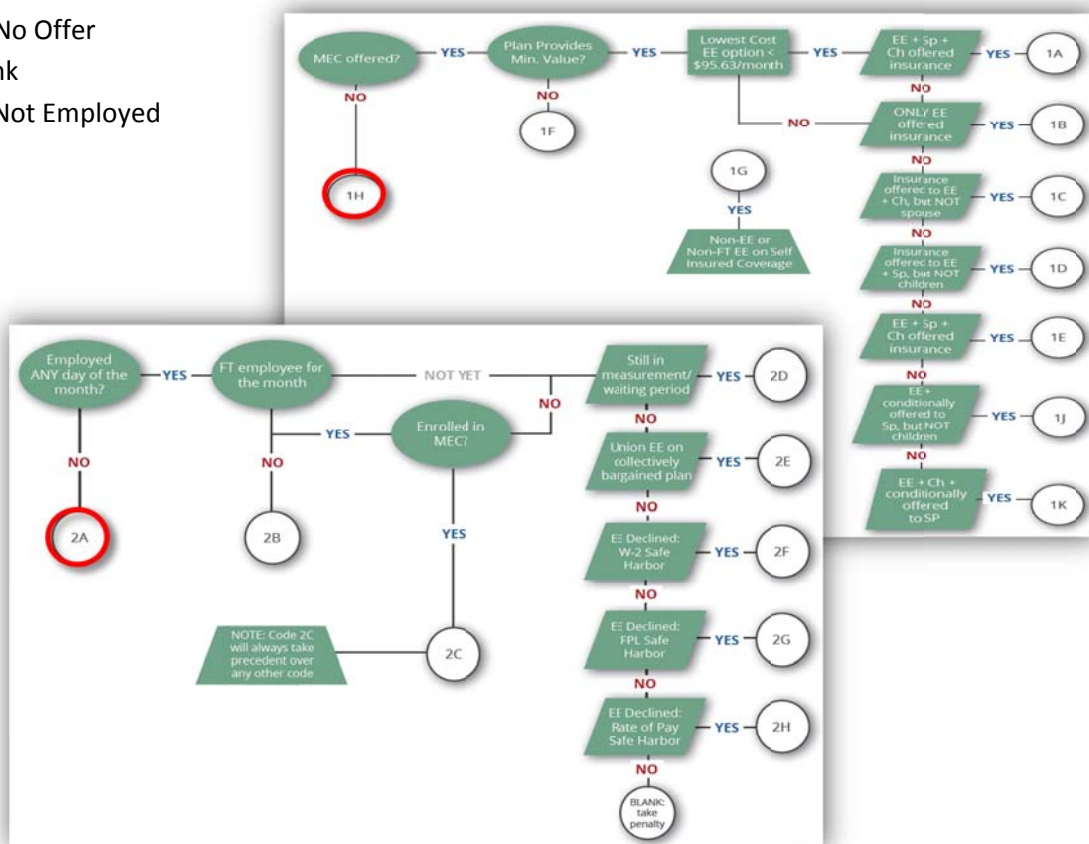 No Offer
nk
Not Employed
MEC offered?
YES
Plan Provides
Min. Value?
YES
Lowest Cost
EE option <
$95.63/month
YES
EE + Sp +
Ch offered
insurance
YES
1A
NO
NO
NO
1F
NO
ONLY EE
offered
insurance
YES
1B
NO
1H
1G
YES
Non-EE or
Non-FT EE on Self
Insured Coverage
Insurance
offered to EE
+ Ch, but NOT
spouse
YES
1C
NO
Insurance
offered to EE
+ Sp, but NOT
children
YES
1D
NO
EE + Sp +
Ch offered
insurance
YES
1E
NO
EE+
conditionally
offered to
Sp, but NOT
children
YES
1J
NO
EE + Ch +
conditionally
offered
to SP
YES
1K
Employed
ANY day of the
month?
YES
FT employee for
the month
NOT YET
Still in
measurement/
waiting period
YES
2D
NO
YES
Enrolled in
MEC?
NO
NO
NO
Union EE on
collectively
bargained plan
YES
2E
NO
2A
2B
YES
EE Declined:
W-2 Safe
Harbor
YES
2F
NO
NOTE: Code 2C
will always take
precedent over
any other code
2C
EE Declined:
FPL Safe
Harbor
YES
2G
NO
EE Declined:
Rate of Pay
Safe Harbor
YES
2H
NO
BLANK:
take
penalty